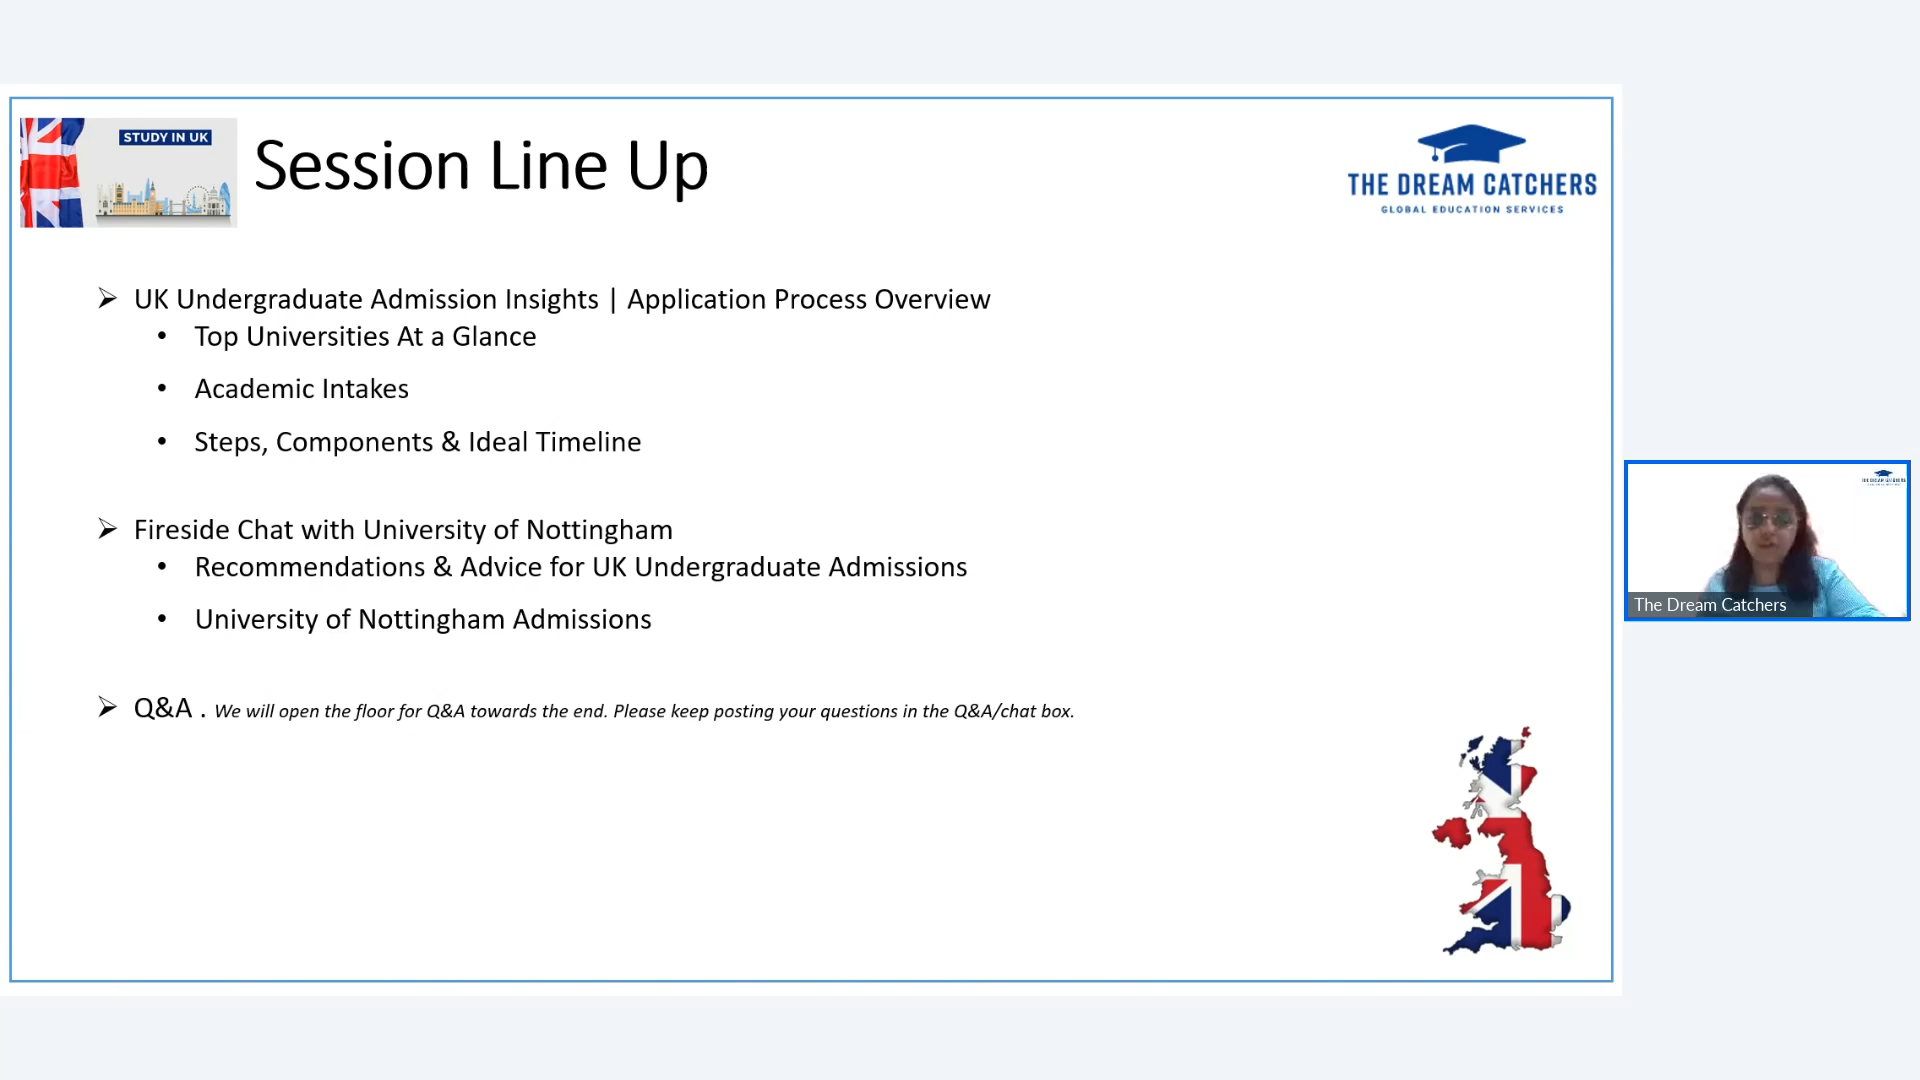 STUDY IN UK
Session Line Up
THE DREAM CATCHERS
GLOBAL EDUCATION SERVICES
➢ UK Undergraduate Admission Insights | Application Process Overview
• Top Universities At a Glance
• Academic Intakes
• Steps, Components & Ideal Timeline
➢ Fireside Chat with University of Nottingham
• Recommendations & Advice for UK Undergraduate Admissions
• University of Nottingham Admissions
➢ Q&A . We will open the floor for Q&A towards the end. Please keep posting your questions in the Q&A/chat box.
THE DREAM CATCHERS
The Dream Catchers